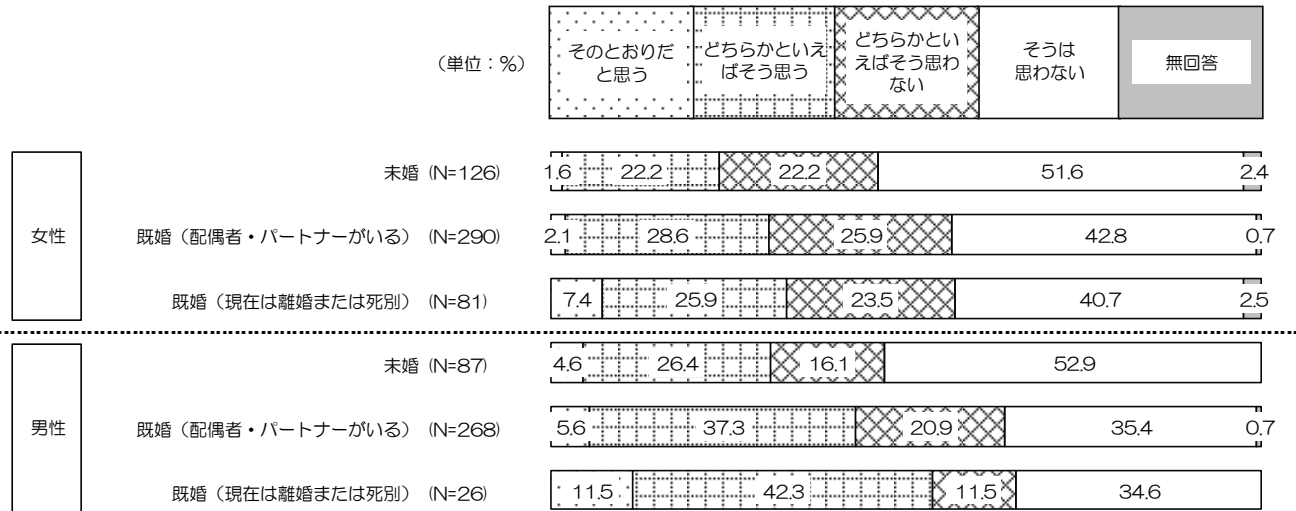 （単位：％）
そのとおりだ
と思う
どちらかといえ
ばそう思う
どちらかとい
えばそう思わ
ない
そうは
思わない
無回答
女性
未婚 (N=126)
1.6 22.2 22.2 51.6 2.4
既婚（配偶者・パートナーがいる） (N=290)
2.1 28.6 25.9 42.8 0.7
既婚（現在は離婚または死別） (N=81)
7.4 25.9 23.5 40.7 2.5
男性
未婚 (N=87)
4.6 26.4 16.1 52.9
既婚（配偶者・パートナーがいる） (N=268)
5.6 37.3 20.9 35.4 0.7
既婚（現在は離婚または死別） (N=26)
11.5 42.3 11.5 34.6